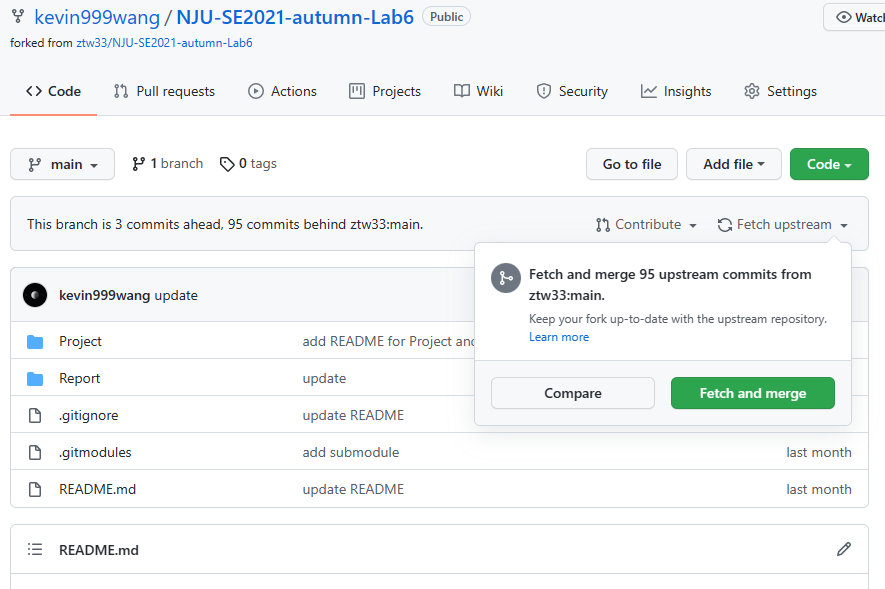 kevin999wang / NJU-SE2021-autumn-Lab6 Public
forked from ztw33/NJU-SE2021-autumn-Lab6
Code Pull requests Actions Projects Wiki Security Insights Settings
main 1 branch 0 tags Go to file Add file Code
This branch is 3 commits ahead, 95 commits behind ztw33:main. Contribute Fetch upstream
Fetch and merge 95 upstream commits from
ztw33:main.
Keep your fork up-to-date with the upstream repository.
Learn more
Compare Fetch and merge
kevin999wang update
Project add README for Project
Report update
.gitignore update README
.gitmodules add submodule last month
README.md update README last month
README.md